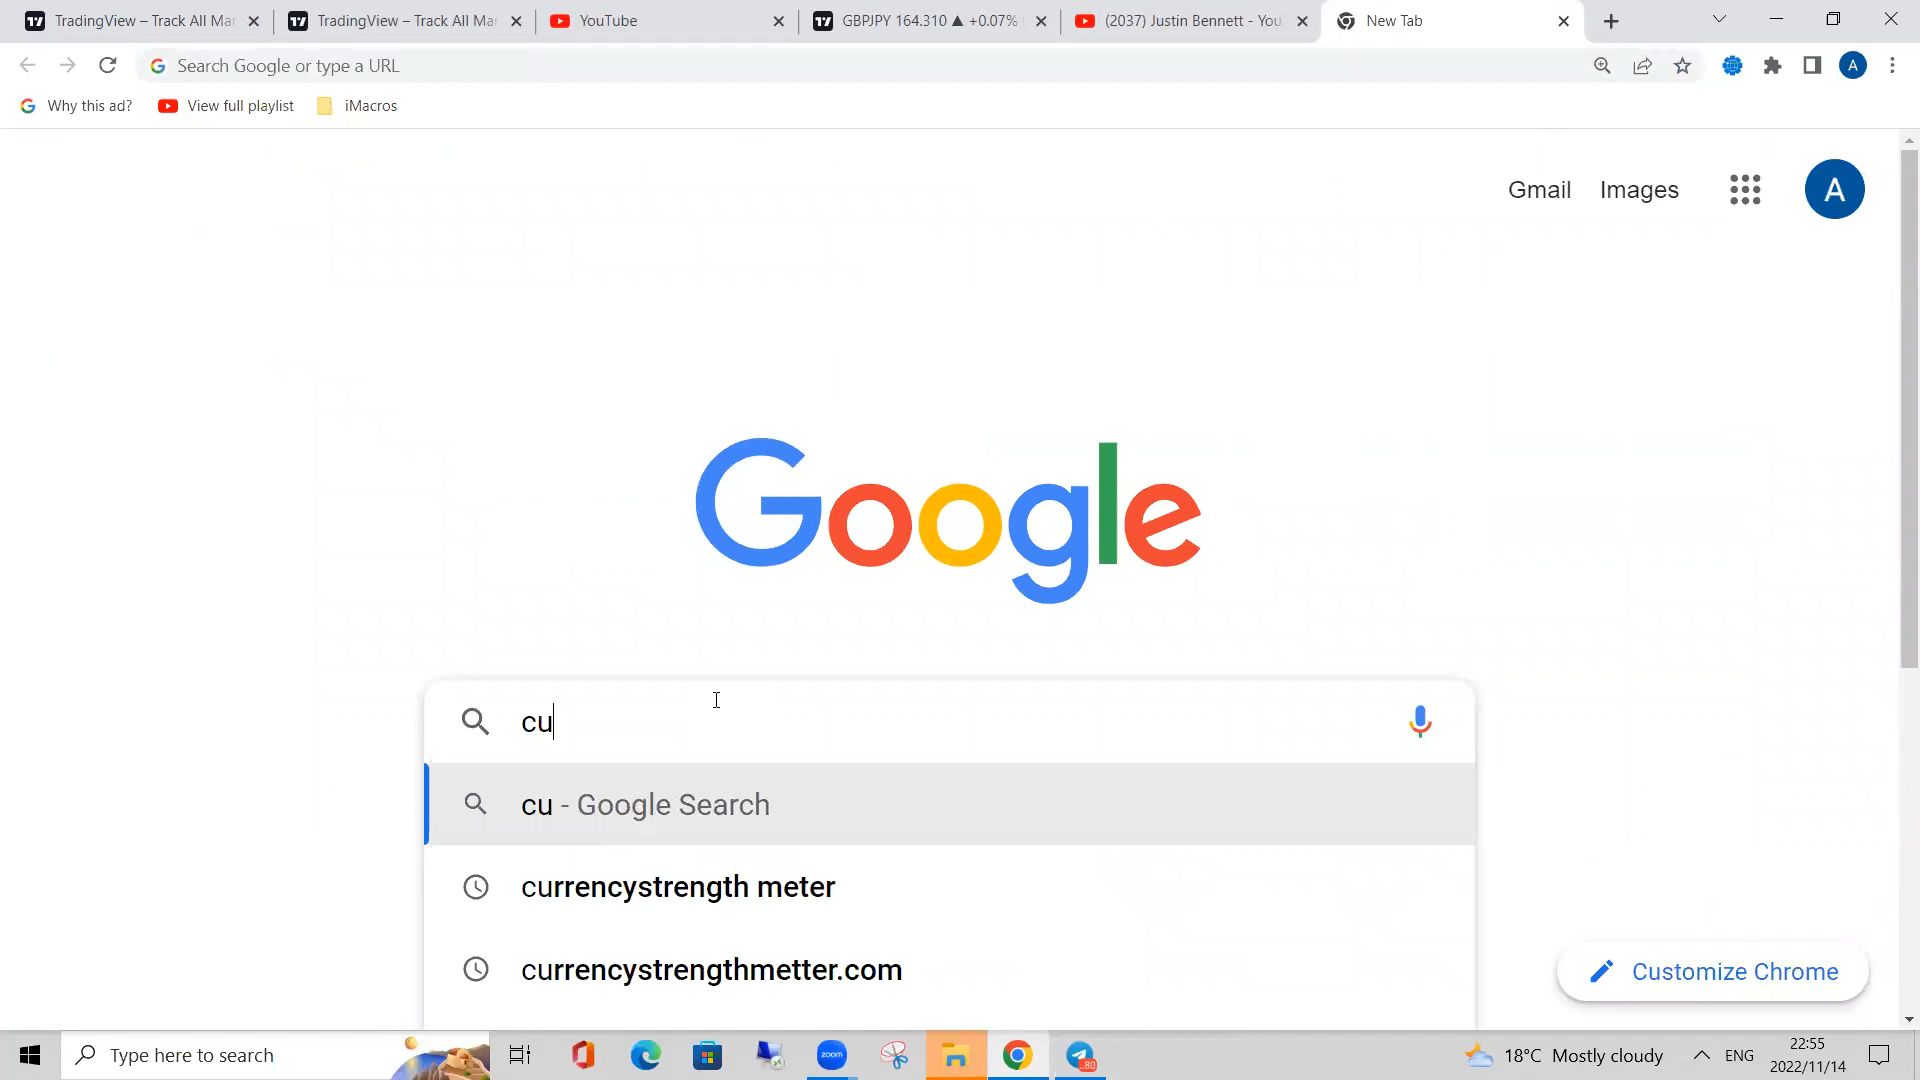 TradingView – Track All Mar
TradingView – Track All Mar
YouTube
GBPJPY 164.310 ▲ +0.07%
(2037) Justin Bennett - You
New Tab
Search Google or type a URL
A
Why this ad?
View full playlist
iMacros
Gmail
Images
A
Google
cu
cu - Google Search
currencystrength meter
currencystrengthmetter.com
Customize Chrome
Type here to search
zoom
80
18°C Mostly cloudy
ENG
22:55
2022/11/14